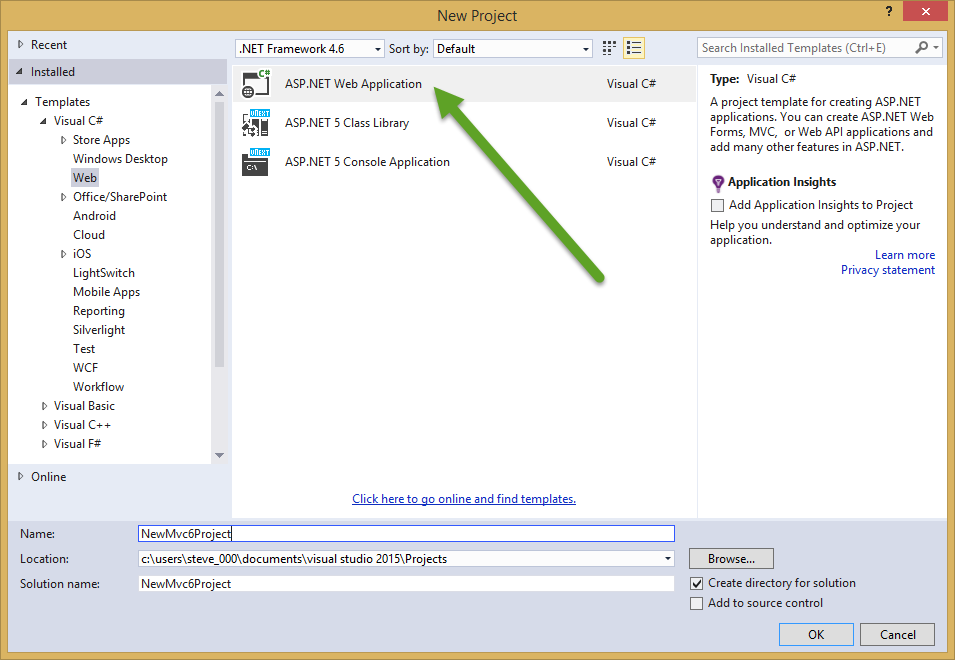 New Project
?
Recent
Installed
Templates
Visual C#
Store Apps
Windows Desktop
Web
Office/SharePoint
Android
Cloud
iOS
LightSwitch
Mobile Apps
Reporting
Silverlight
Test
WCF
Workflow
Visual Basic
Visual C++
Visual F#
Online
.NET Framework 4.6 Sort by: Default
C# ASP.NET Web Application Visual C#
VNEXT ASP.NET 5 Class Library Visual C#
VNEXT C:\ ASP.NET 5 Console Application Visual C#
Click here to go online and find templates.
Search Installed Templates (Ctrl+E)
Type: Visual C#
A project template for creating ASP.NET
applications. You can create ASP.NET Web
Forms, MVC, or Web API applications and
add many other features in ASP.NET.
Application Insights
Add Application Insights to Project
Help you understand and optimize your
application.
Learn more
Privacy statement
Name: NewMvc6Project
Location: c:\users\steve_000\documents\visual studio 2015\Projects Browse...
Solution name: NewMvc6Project
Create directory for solution
Add to source control
OK Cancel